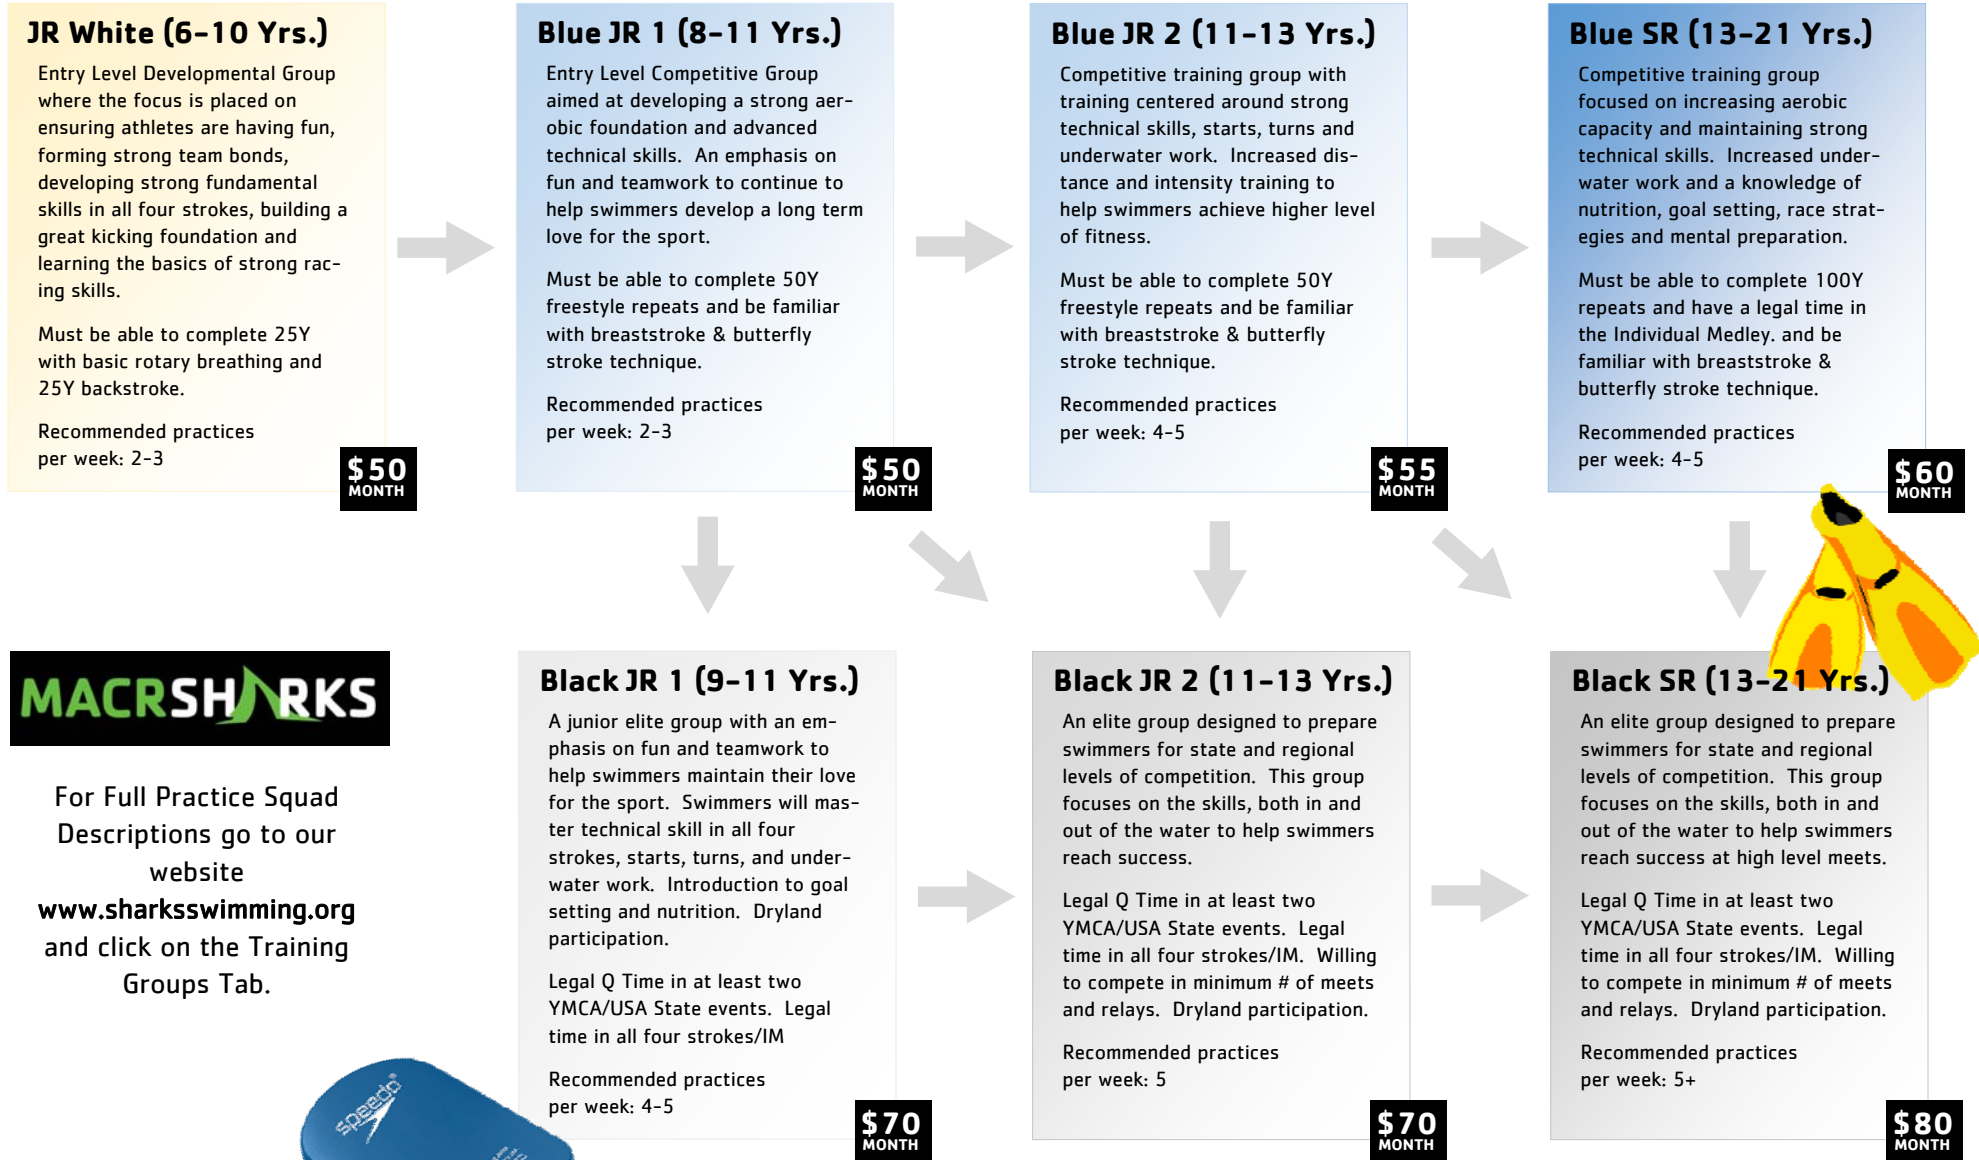 JR White (6-10 Yrs.)
Entry Level Developmental Group
where the focus is placed on
ensuring athletes are having fun,
forming strong team bonds,
developing strong fundamental
skills in all four strokes, building a
great kicking foundation and
learning the basics of strong rac-
ing skills.
Must be able to complete 25Y
with basic rotary breathing and
25Y backstroke.
Recommended practices
per week: 2-3
$50
MONTH
Blue JR 1 (8-11 Yrs.)
Entry Level Competitive Group
aimed at developing a strong aer-
obic foundation and advanced
technical skills.  An emphasis on
fun and teamwork to continue to
help swimmers develop a long term
love for the sport.
Must be able to complete 50Y
freestyle repeats and be familiar
with breaststroke & butterfly
stroke technique.
Recommended practices
per week: 2-3
$50
MONTH
Blue JR 2 (11-13 Yrs.)
Competitive training group with
training centered around strong
technical skills, starts, turns and
underwater work.  Increased dis-
tance and intensity training to
help swimmers achieve higher level
of fitness.
Must be able to complete 50Y
freestyle repeats and be familiar
with breaststroke & butterfly
stroke technique.
Recommended practices
per week: 4-5
$55
MONTH
Blue SR (13-21 Yrs.)
Competitive training group
focused on increasing aerobic
capacity and maintaining strong
technical skills.  Increased under-
water work and a knowledge of
nutrition, goal setting, race strat-
egies and mental preparation.
Must be able to complete 100Y
repeats and have a legal time in
the Individual Medley. and be
familiar with breaststroke &
butterfly stroke technique.
Recommended practices
per week: 4-5
$60
MONTH
MACRSHARKS
For Full Practice Squad
Descriptions go to our
website
www.sharksswimming.org
and click on the Training
Groups Tab.
speedo
Black JR 1 (9-11 Yrs.)
A junior elite group with an em-
phasis on fun and teamwork to
help swimmers maintain their love
for the sport.  Swimmers will mas-
ter technical skill in all four
strokes, starts, turns, and under-
water work.  Introduction to goal
setting and nutrition.  Dryland
participation.
Legal Q Time in at least two
YMCA/USA State events.  Legal
time in all four strokes/IM
Recommended practices
per week: 4-5
$70
MONTH
Black JR 2 (11-13 Yrs.)
An elite group designed to prepare
swimmers for state and regional
levels of competition.  This group
focuses on the skills, both in and
out of the water to help swimmers
reach success.
Legal Q Time in at least two
YMCA/USA State events.  Legal
time in all four strokes/IM.  Willing
to compete in minimum # of meets
and relays.  Dryland participation.
Recommended practices
per week: 5
$70
MONTH
Black SR (13-21 Yrs.)
An elite group designed to prepare
swimmers for state and regional
levels of competition.  This group
focuses on the skills, both in and
out of the water to help swimmers
reach success at high level meets.
Legal Q Time in at least two
YMCA/USA State events.  Legal
time in all four strokes/IM.  Willing
to compete in minimum # of meets
and relays.  Dryland participation.
Recommended practices
per week: 5+
$80
MONTH